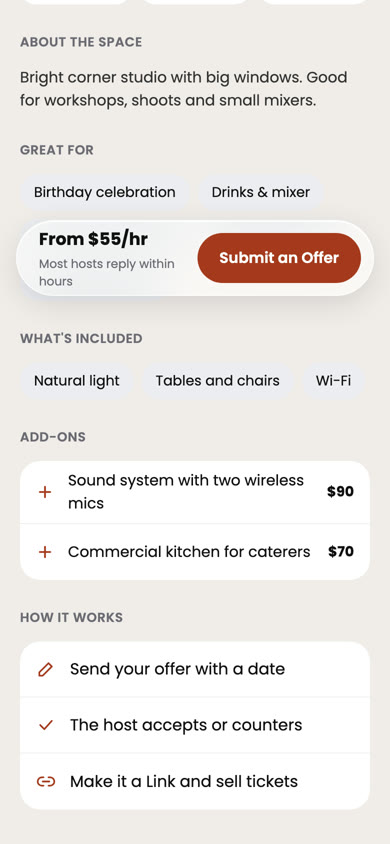 ABOUT THE SPACE
Bright corner studio with big windows. Good
for workshops, shoots and small mixers.
GREAT FOR
Birthday celebration
Drinks & mixer
From $55/hr
Most hosts reply within
hours
Submit an Offer
WHAT'S INCLUDED
Natural light
Tables and chairs
Wi-Fi
ADD-ONS
Sound system with two wireless
mics
$90
Commercial kitchen for caterers
$70
HOW IT WORKS
Send your offer with a date
The host accepts or counters
Make it a Link and sell tickets